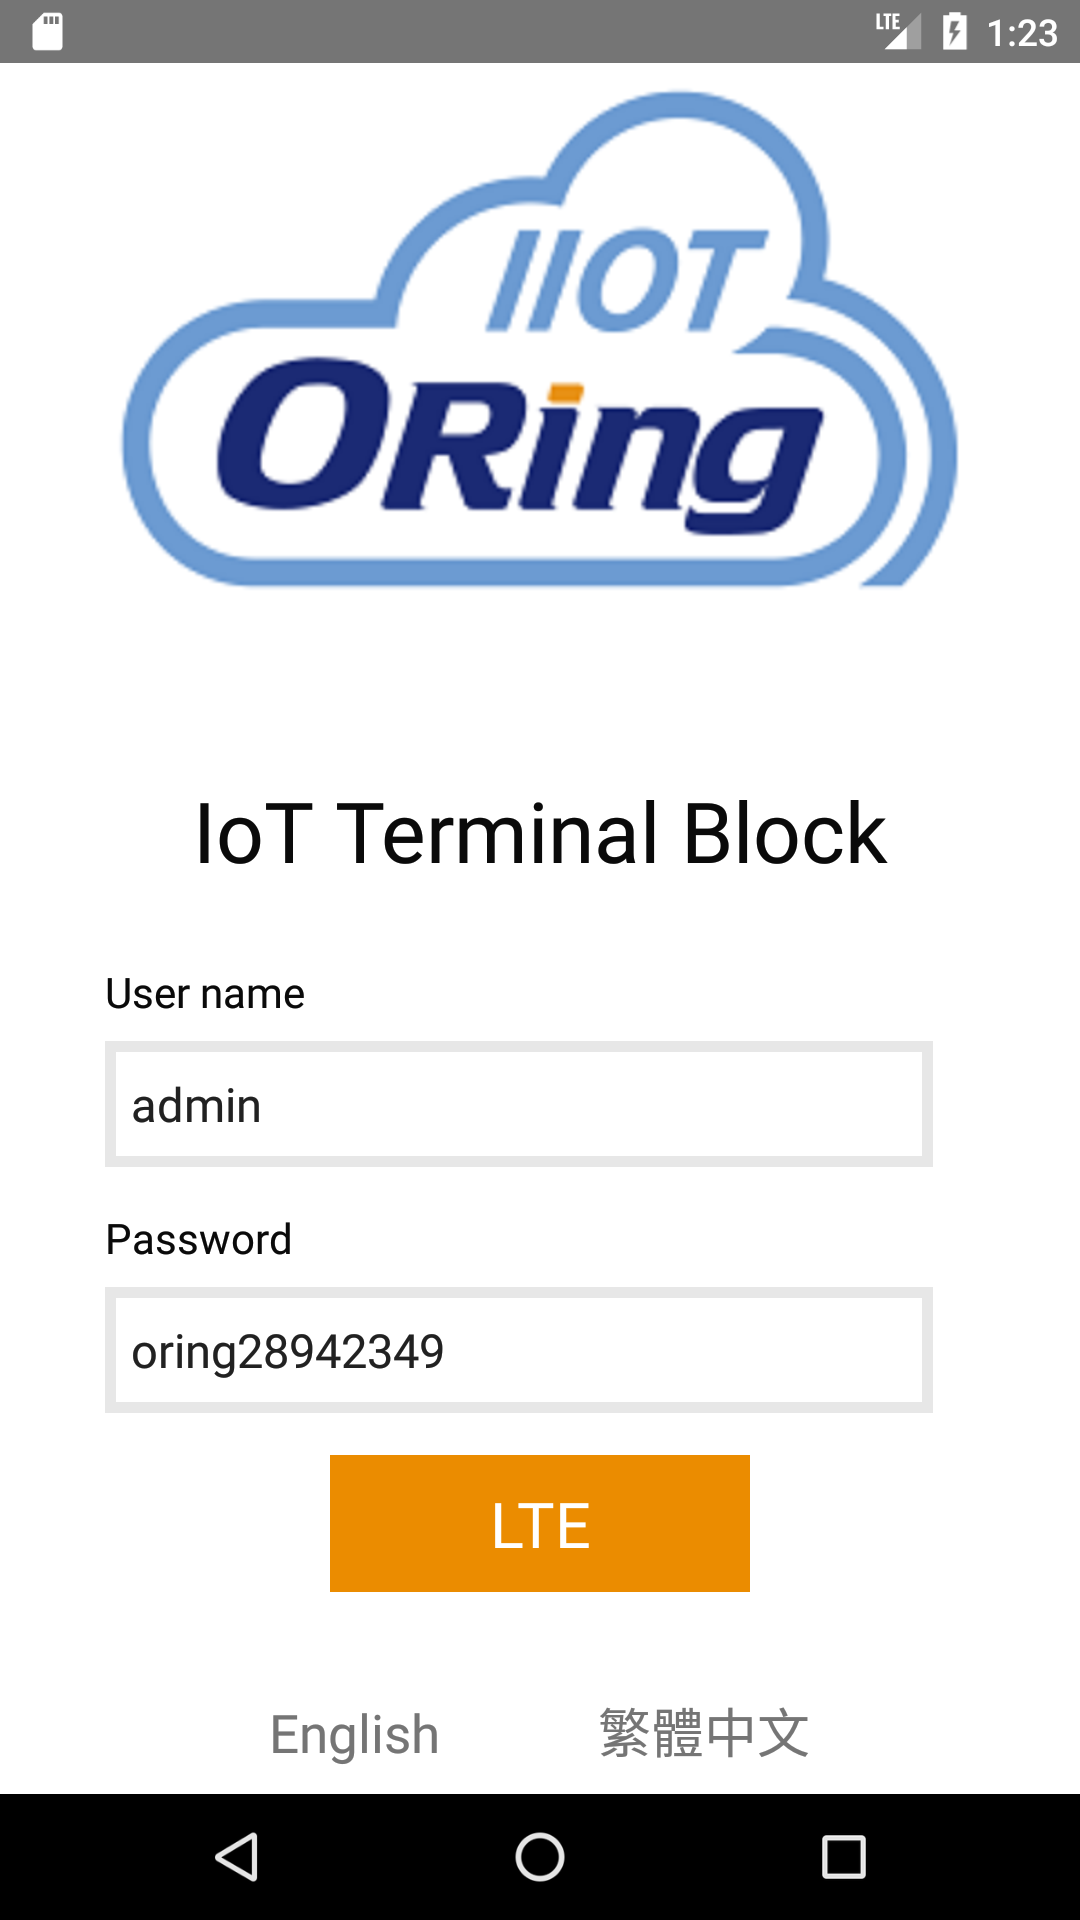 LTE 1:23
IIOT
ORing
IoT Terminal Block
User name
admin
Password
oring28942349
LTE
English 繁體中文